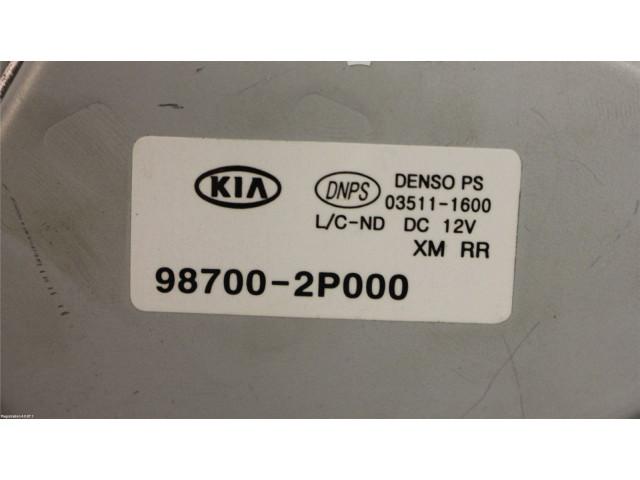 KIA
DNPS
DENSO PS
03511-1600
L/C-ND DC 12V
XM RR
98700-2P000